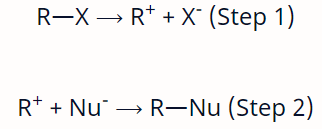 R—X ⟶ R⁺ + X⁻ (Step 1)
R⁺ + Nu⁻ ⟶ R—Nu (Step 2)